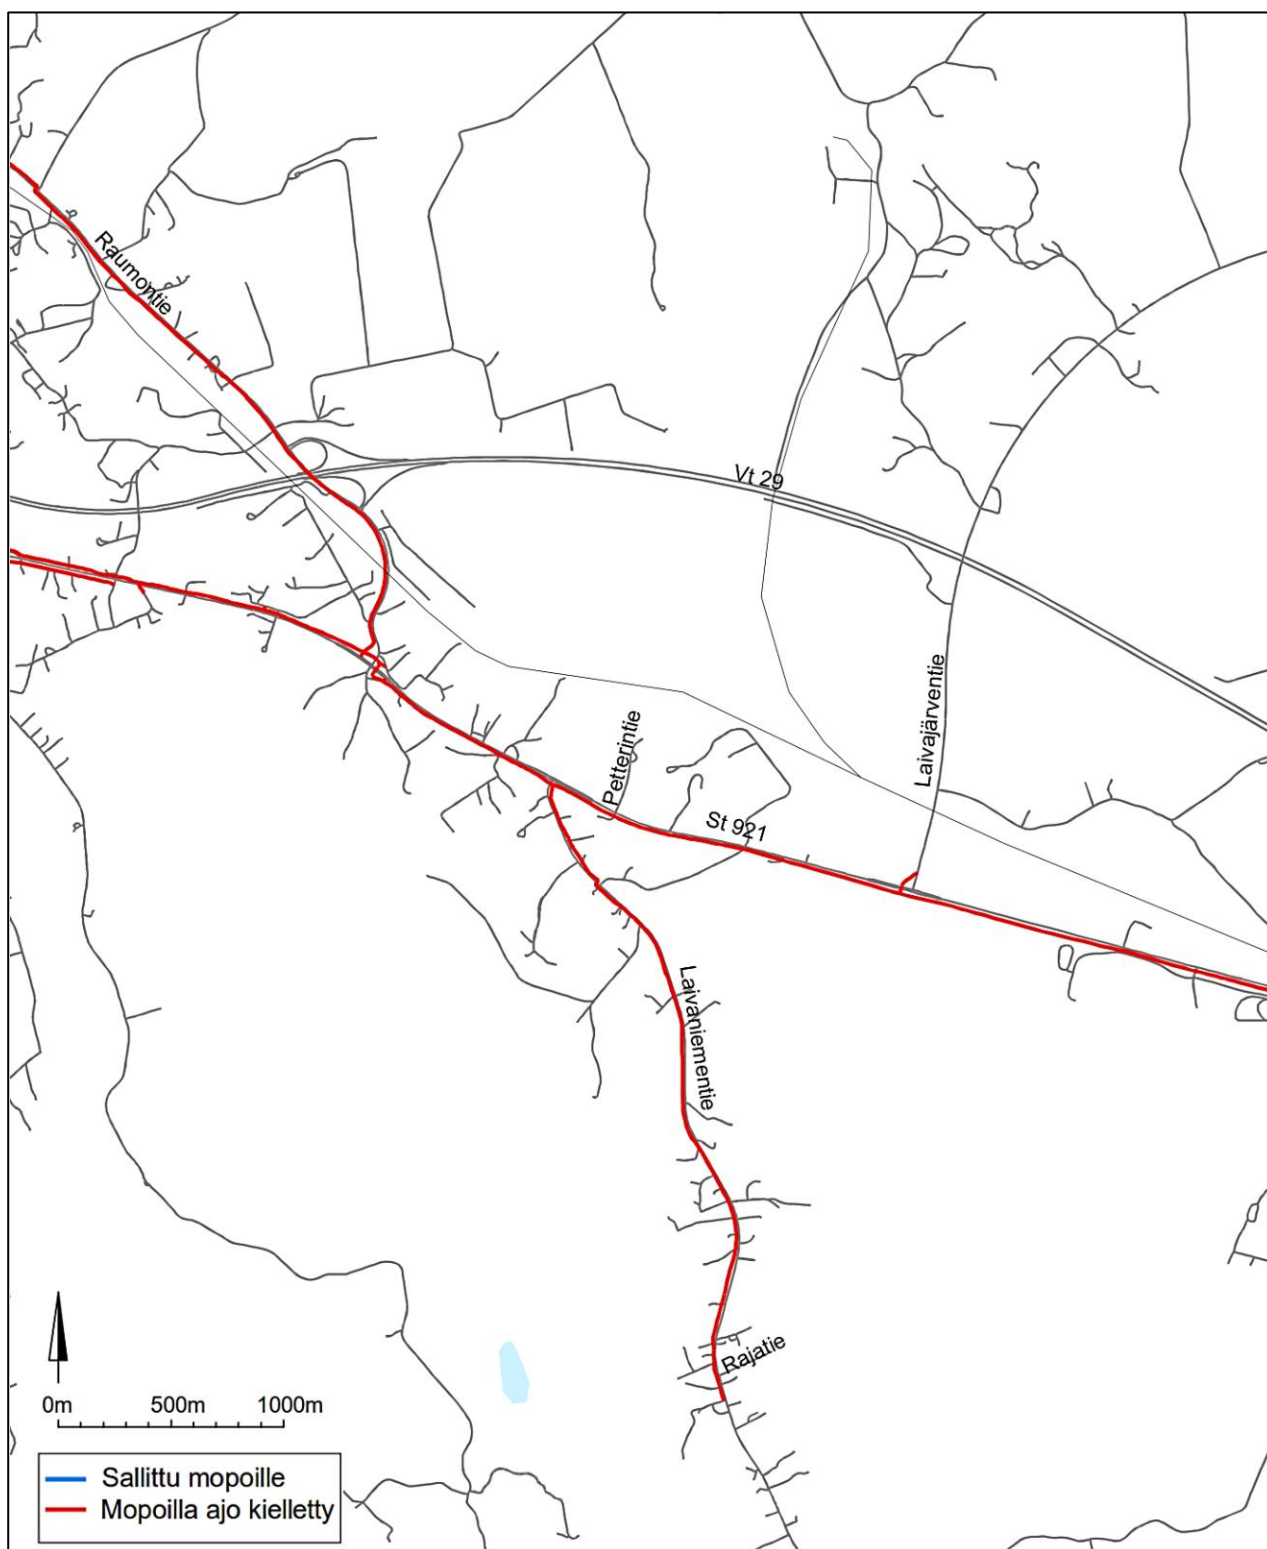 Raumontie
Vt 29
Laivajärventie
Petterintie
St 921
Laivaniementie
Rajatie
0m 500m 1000m
Sallittu mopoille
Mopoilla ajo kielletty